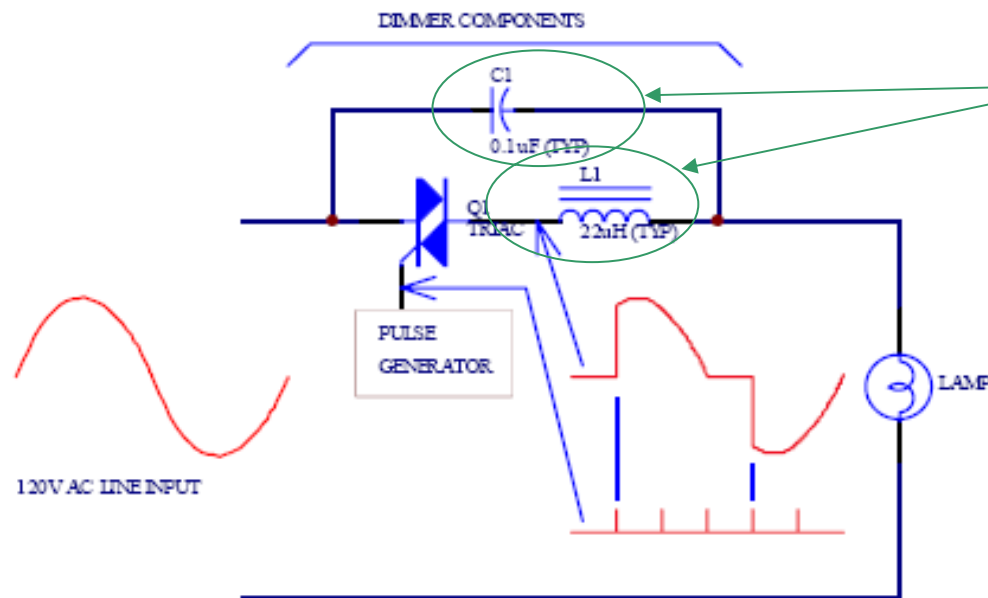 DIMMER COMPONENTS
C1
0.1uF (TYP)
L1
Q1
TRIAC
22uH (TYP)
PULSE
GENERATOR
LAMP
120V AC LINE INPUT